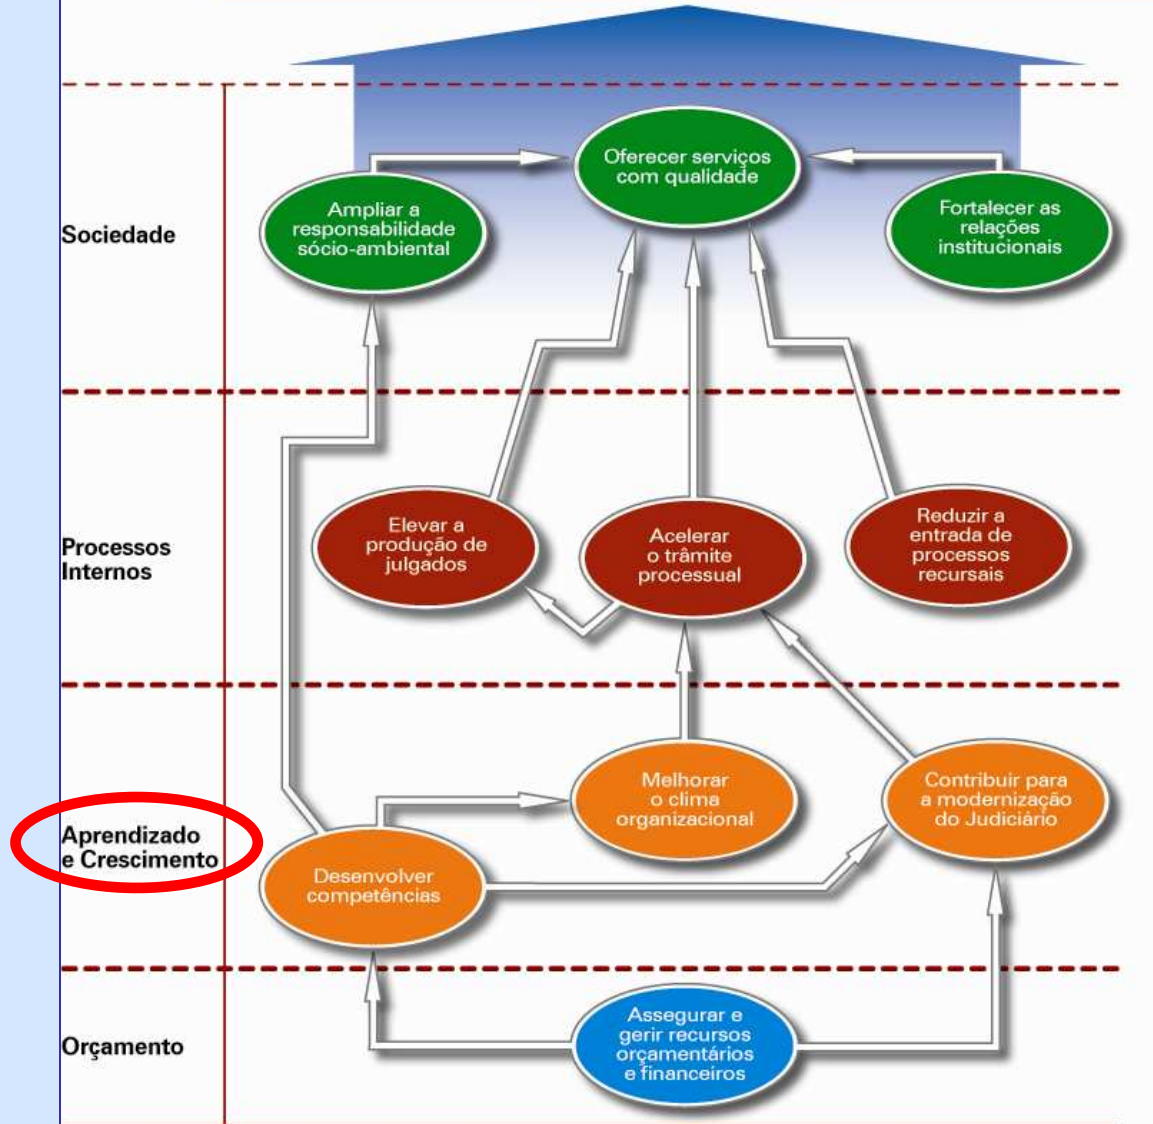 Sociedade
Oferecer serviços
com qualidade
Ampliar a
responsabilidade
sócio-ambiental
Fortalecer as
relações
institucionais
Processos
Internos
Elevar a
produção de
julgados
Acelerar
o trâmite
processual
Reduzir a
entrada de
processos
recursais
Aprendizado
e Crescimento
Desenvolver
competências
Melhorar
o clima
organizacional
Contribuir para
a modernização
do Judiciário
Orçamento
Assegurar e
gerir recursos
orçamentários
e financeiros